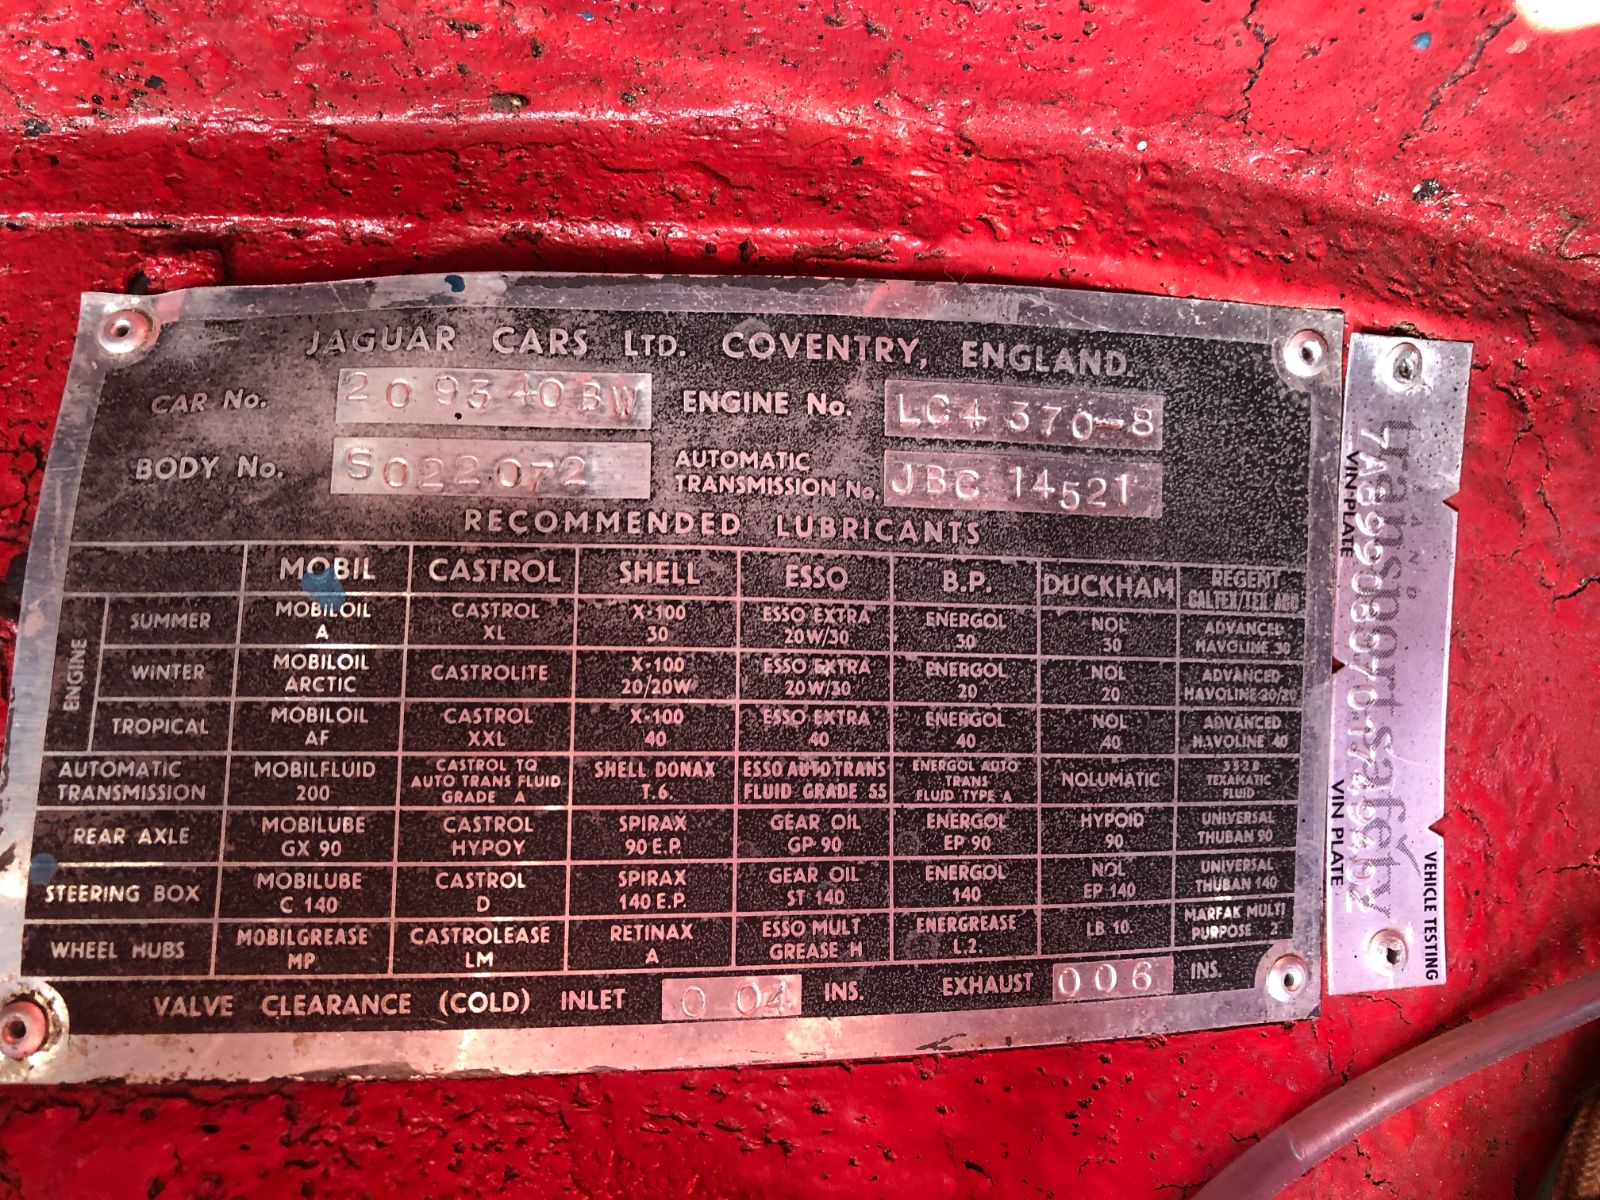 JAGUAR CARS LTD. COVENTRY, ENGLAND.
CAR No. 209340BW ENGINE No. LC4370-8
BODY No. S022072 AUTOMATIC TRANSMISSION No. JBC 14521
RECOMMENDED LUBRICANTS
MOBIL CASTROL SHELL ESSO B.P. DUCKHAM REGENT CALTEX/TEXACO
ENGINE
SUMMER MOBILOIL A CASTROL XL X-100 30 ESSO EXTRA 20W/30 ENERGOL 30 NOL 30 ADVANCED HAVOLINE 30
WINTER MOBILOIL ARCTIC CASTROLITE X-100 20/20W ESSO EXTRA 20W/30 ENERGOL 20 NOL 20 ADVANCED HAVOLINE 20/20
TROPICAL MOBILOIL AF CASTROL XXL X-100 40 ESSO EXTRA 40 ENERGOL 40 NOL 40 ADVANCED HAVOLINE 40
AUTOMATIC TRANSMISSION MOBILFLUID 200 CASTROL TQ AUTO TRANS FLUID GRADE A SHELL DONAX T.6. ESSO AUTO TRANS FLUID GRADE 55 ENERGOL AUTO TRANS FLUID TYPE A NOLUMATIC 3528 TEXAMATIC FLUID
REAR AXLE MOBILUBE GX 90 CASTROL HYPOY SPIRAX 90 E.P. GEAR OIL GP 90 ENERGOL EP 90 HYPOID 90 UNIVERSAL THUBAN 90
STEERING BOX MOBILUBE C 140 CASTROL D SPIRAX 140 E.P. GEAR OIL ST 140 ENERGOL 140 NOL EP 140 UNIVERSAL THUBAN 140
WHEEL HUBS MOBILGREASE MP CASTROLEASE LM RETINAX A ESSO MULT GREASE H ENERGREASE L.2. LB 10 MARFAK MULTI PURPOSE 2
VALVE CLEARANCE (COLD) INLET 0 04 INS. EXHAUST 006 INS.
transport safety
VIN PLATE
VIN PLATE
VEHICLE TESTING